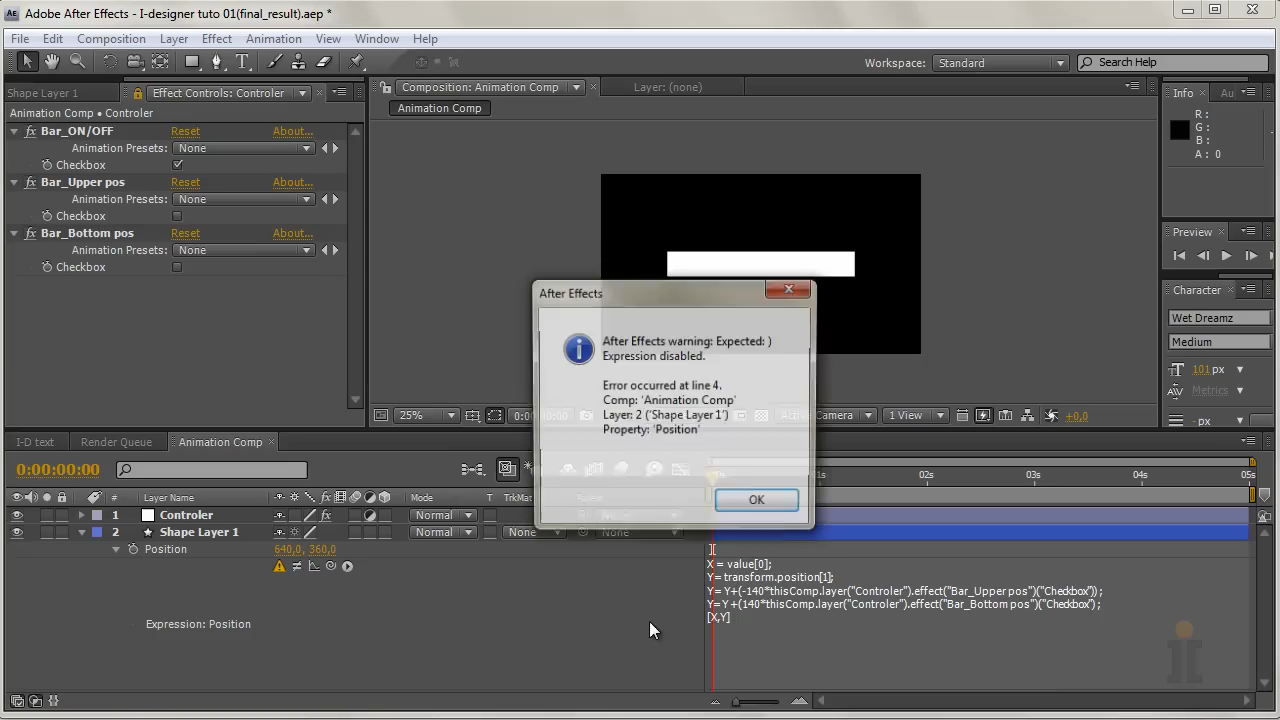 Adobe After Effects - I-designer tuto 01(final_result).aep *
File Edit Composition Layer Effect Animation View Window Help
Workspace: Standard Search Help
Shape Layer 1 Effect Controls: Controler Composition: Animation Comp Layer: (none) Info Au
Animation Comp • Controler
Animation Comp
Bar_ON/OFF Reset About...
Animation Presets: None
Checkbox
Bar_Upper pos Reset About...
Animation Presets: None
Checkbox
Bar_Bottom pos Reset About...
Animation Presets: None
Checkbox
R :
G :
B :
A : 0
Preview
Character
Wet Dreamz
Medium
101 px
Metrics
- px
After Effects
After Effects warning: Expected: )
Expression disabled.
Error occurred at line 4.
Comp: 'Animation Comp'
Layer: 2 ('Shape Layer 1')
Property: 'Position'
OK
25% 0:00:00:00 Active Camera 1 View +0,0
I-D text Render Queue Animation Comp
0:00:00:00
02s 03s 04s 05s
# Layer Name Mode T TrkMat
1 Controler Normal
2 Shape Layer 1 Normal None None
Position 640,0, 360,0
X = value[0];
Y= transform.position[1];
Y= Y+(-140*thisComp.layer("Controler").effect("Bar_Upper pos")("Checkbox"));
Y= Y +(140*thisComp.layer("Controler").effect("Bar_Bottom pos")("Checkbox");
[X,Y]
Expression: Position